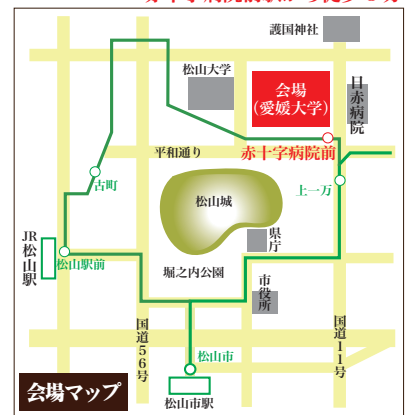 護国神社
松山大学
会場
(愛媛大学)
日赤病院
平和通り
赤十字病院前
古町
上一万
松山城
県庁
JR松山駅
松山駅前
堀之内公園
市役所
国道56号
国道11号
松山市
会場マップ
松山市駅